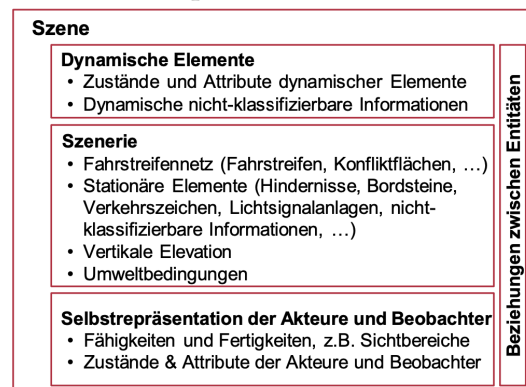 Szene
Dynamische Elemente
• Zustände und Attribute dynamischer Elemente
• Dynamische nicht-klassifizierbare Informationen
Szenerie
• Fahrstreifennetz (Fahrstreifen, Konfliktflächen, …)
• Stationäre Elemente (Hindernisse, Bordsteine,
Verkehrszeichen, Lichtsignalanlagen, nicht-
klassifizierbare Informationen, …)
• Vertikale Elevation
• Umweltbedingungen
Selbstrepräsentation der Akteure und Beobachter
• Fähigkeiten und Fertigkeiten, z.B. Sichtbereiche
• Zustände & Attribute der Akteure und Beobachter
Beziehungen zwischen Entitäten